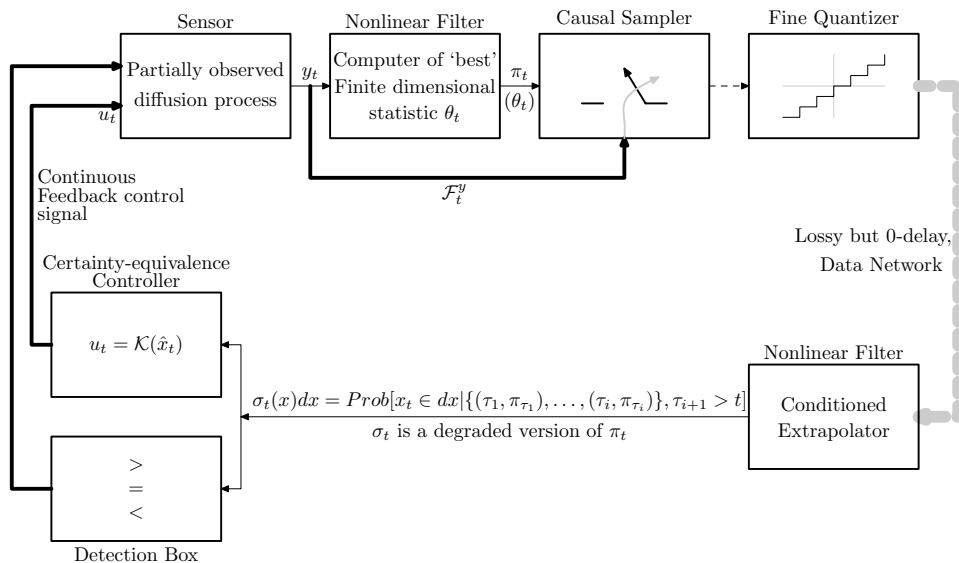 Sensor
Partially observed
diffusion process
y_t
Nonlinear Filter
Computer of ‘best’
Finite dimensional
statistic θ_t
π_t
(θ_t)
Causal Sampler
Fine Quantizer
u_t
ℱ_t^y
Continuous
Feedback control
signal
Lossy but 0-delay,
Data Network
Certainty-equivalence
Controller
u_t = 𝒦(x̂_t)
Nonlinear Filter
Conditioned
Extrapolator
σ_t(x)dx = Prob[x_t ∈ dx|{(τ_1, π_{τ_1}), . . . , (τ_i, π_{τ_i})}, τ_{i+1} > t]
σ_t is a degraded version of π_t
>
=
<
Detection Box